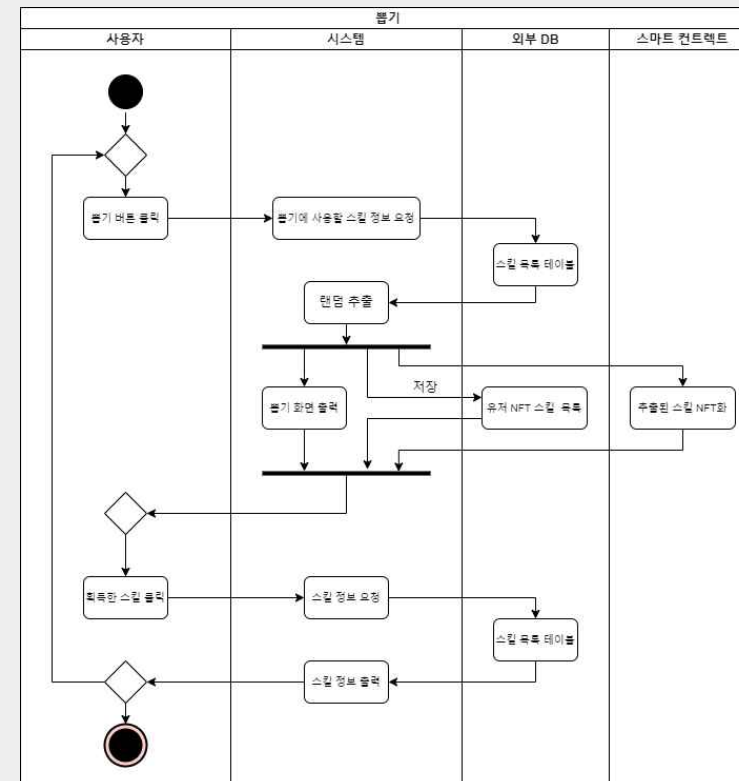 뽑기
사용자
시스템
외부 DB
스마트 컨트렉트
뽑기 버튼 클릭
뽑기에 사용할 스킬 정보 요청
스킬 목록 테이블
랜덤 추출
저장
뽑기 화면 출력
유저 NFT 스킬 목록
추출된 스킬 NFT화
획득한 스킬 클릭
스킬 정보 요청
스킬 목록 테이블
스킬 정보 출력